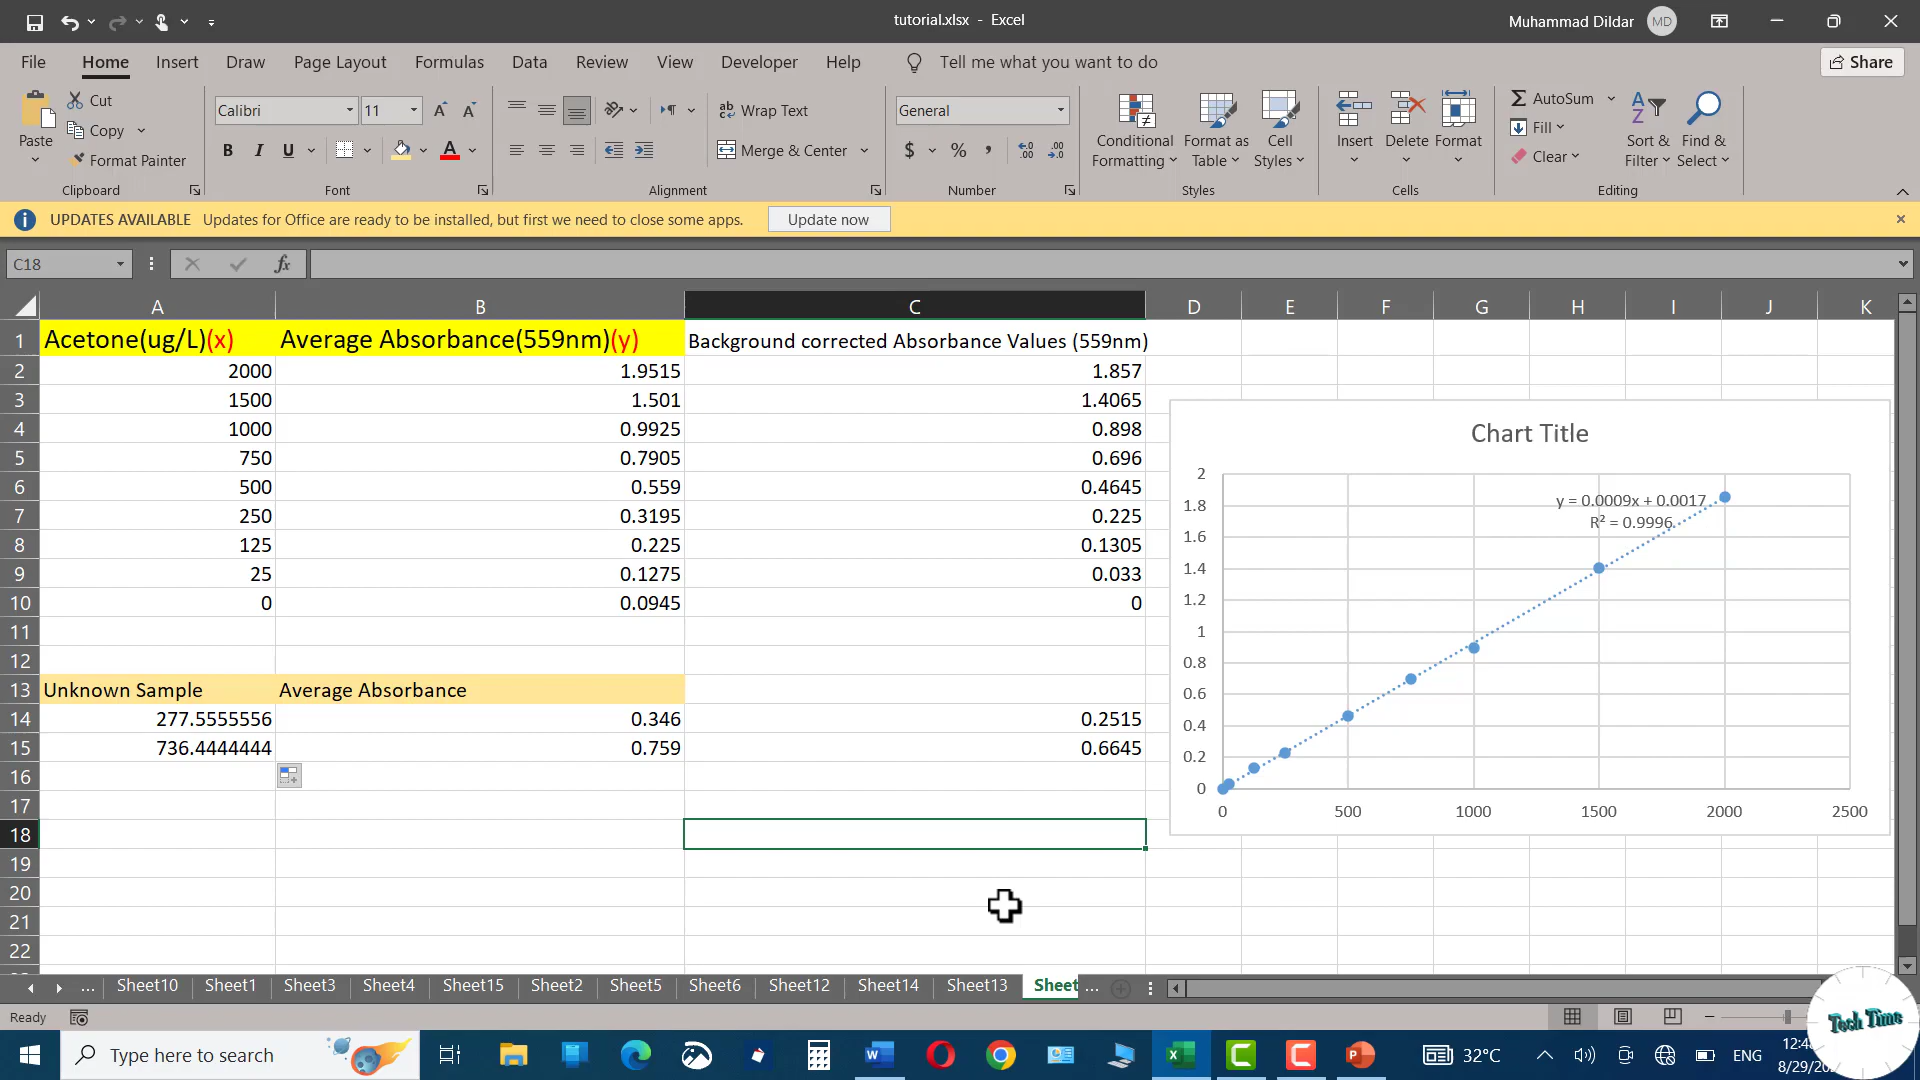 tutorial.xlsx - Excel
Muhammad Dildar MD
File Home Insert Draw Page Layout Formulas Data Review View Developer Help Tell me what you want to do Share
Paste
Cut
Copy
Format Painter
Clipboard
Calibri 11
B I U
Font
Wrap Text
Merge & Center
Alignment
General
$ % ,
Number
Conditional Formatting
Format as Table
Cell Styles
Styles
Insert
Delete
Format
Cells
AutoSum
Fill
Clear
Sort & Filter
Find & Select
Editing
UPDATES AVAILABLE Updates for Office are ready to be installed, but first we need to close some apps. Update now
C18 fx
A B C D E F G H I J K
1 Acetone(ug/L)(x) Average Absorbance(559nm)(y) Background corrected Absorbance Values (559nm)
2 2000 1.9515 1.857
3 1500 1.501 1.4065
4 1000 0.9925 0.898
5 750 0.7905 0.696
6 500 0.559 0.4645
7 250 0.3195 0.225
8 125 0.225 0.1305
9 25 0.1275 0.033
10 0 0.0945 0
11
12
13 Unknown Sample Average Absorbance
14 277.5555556 0.346 0.2515
15 736.4444444 0.759 0.6645
16
17
18
19
20
21
22
Chart Title
y = 0.0009x + 0.0017
R² = 0.9996
2
1.8
1.6
1.4
1.2
1
0.8
0.6
0.4
0.2
0
0 500 1000 1500 2000 2500
... Sheet10 Sheet1 Sheet3 Sheet4 Sheet15 Sheet2 Sheet5 Sheet6 Sheet12 Sheet14 Sheet13 Sheet ...
Ready
Tech Time
Type here to search
32°C ENG
8/29/20